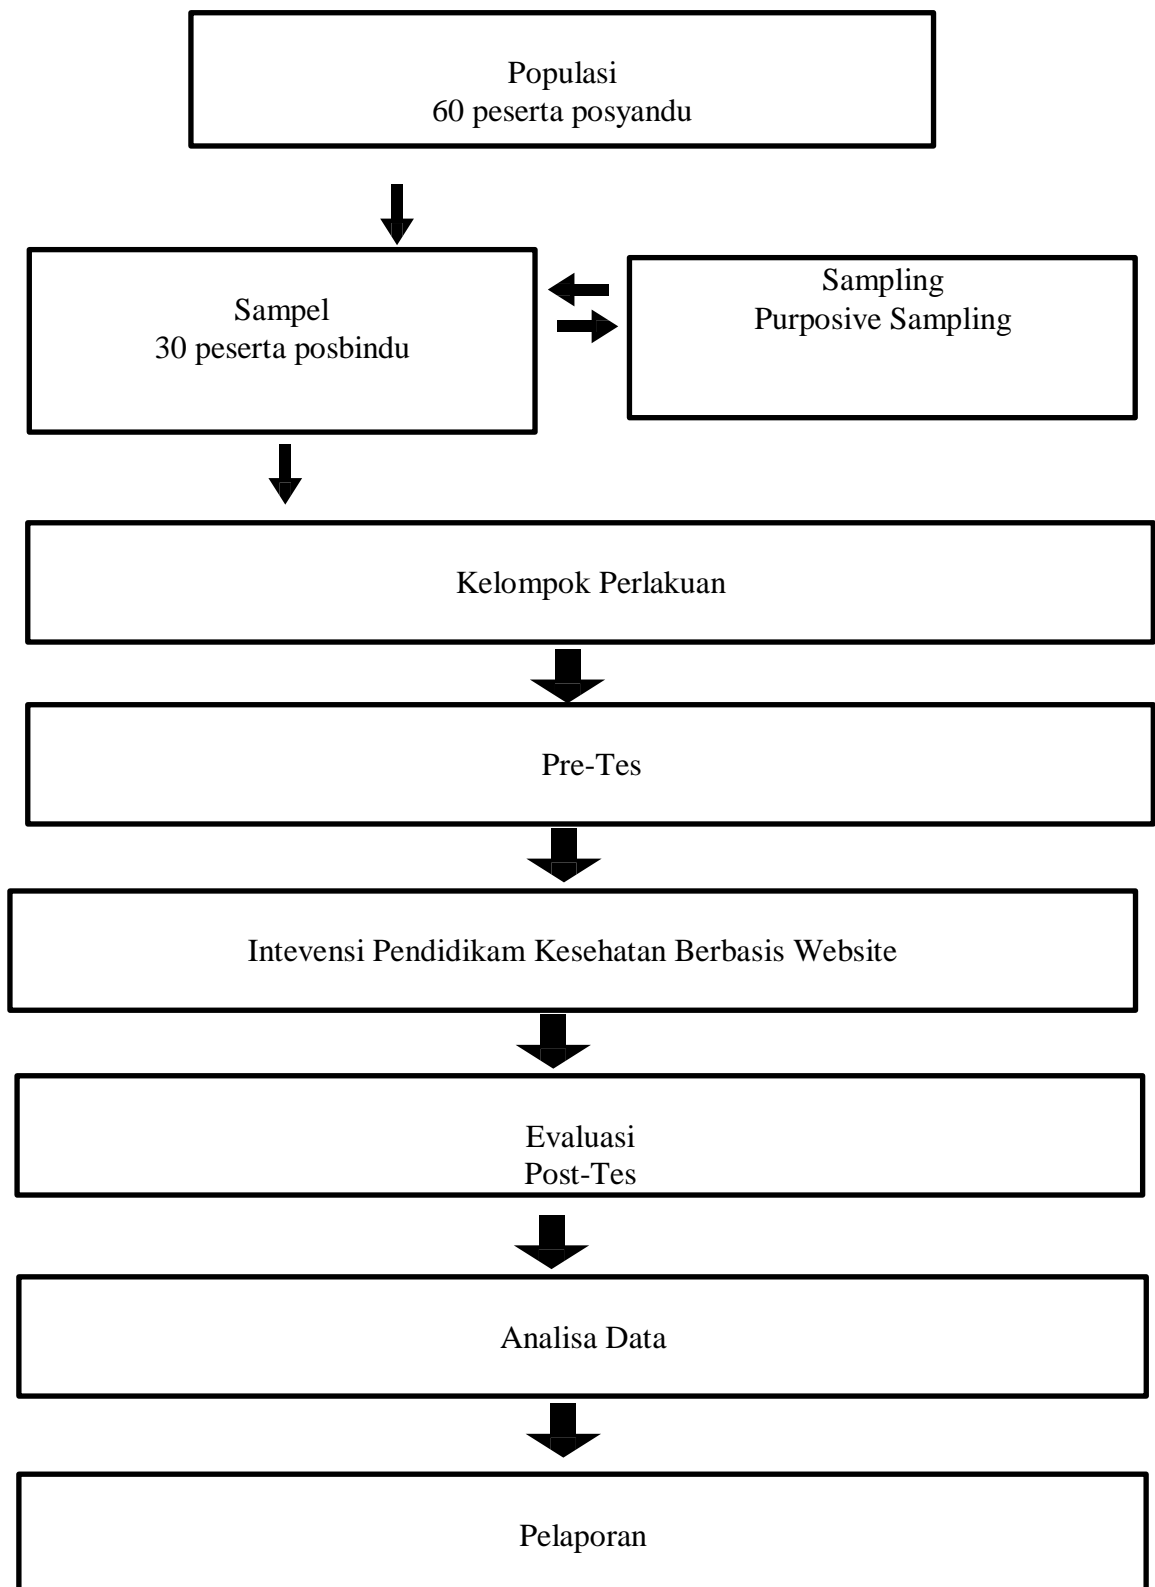 Populasi
60 peserta posyandu
Sampel
30 peserta posbindu
Sampling
Purposive Sampling
Kelompok Perlakuan
Pre-Tes
Intevensi Pendidikam Kesehatan Berbasis Website
Evaluasi
Post-Tes
Analisa Data
Pelaporan